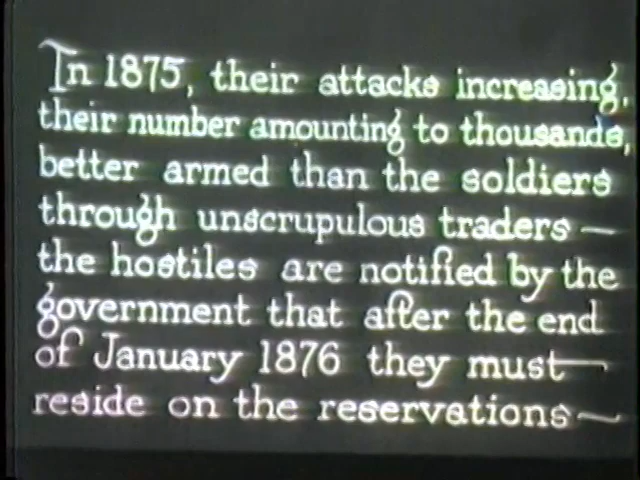 In 1875, their attacks increasing,
their number amounting to thousands,
better armed than the soldiers
through unscrupulous traders —
the hostiles are notified by the
government that after the end
of January 1876 they must —
reside on the reservations —